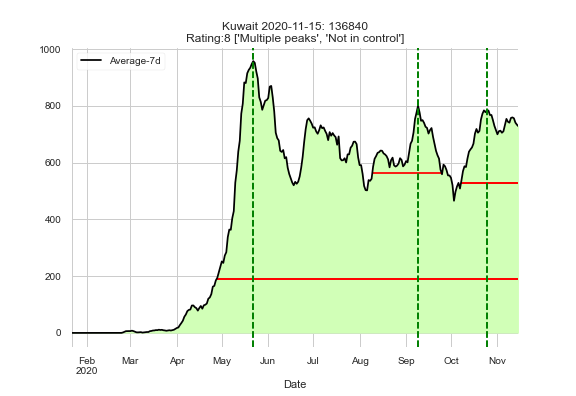 Kuwait 2020-11-15: 136840
Rating:8 ['Multiple peaks', 'Not in control']
Average-7d
1000
800
600
400
200
0
Feb Mar Apr May Jun Jul Aug Sep Oct Nov
2020
Date